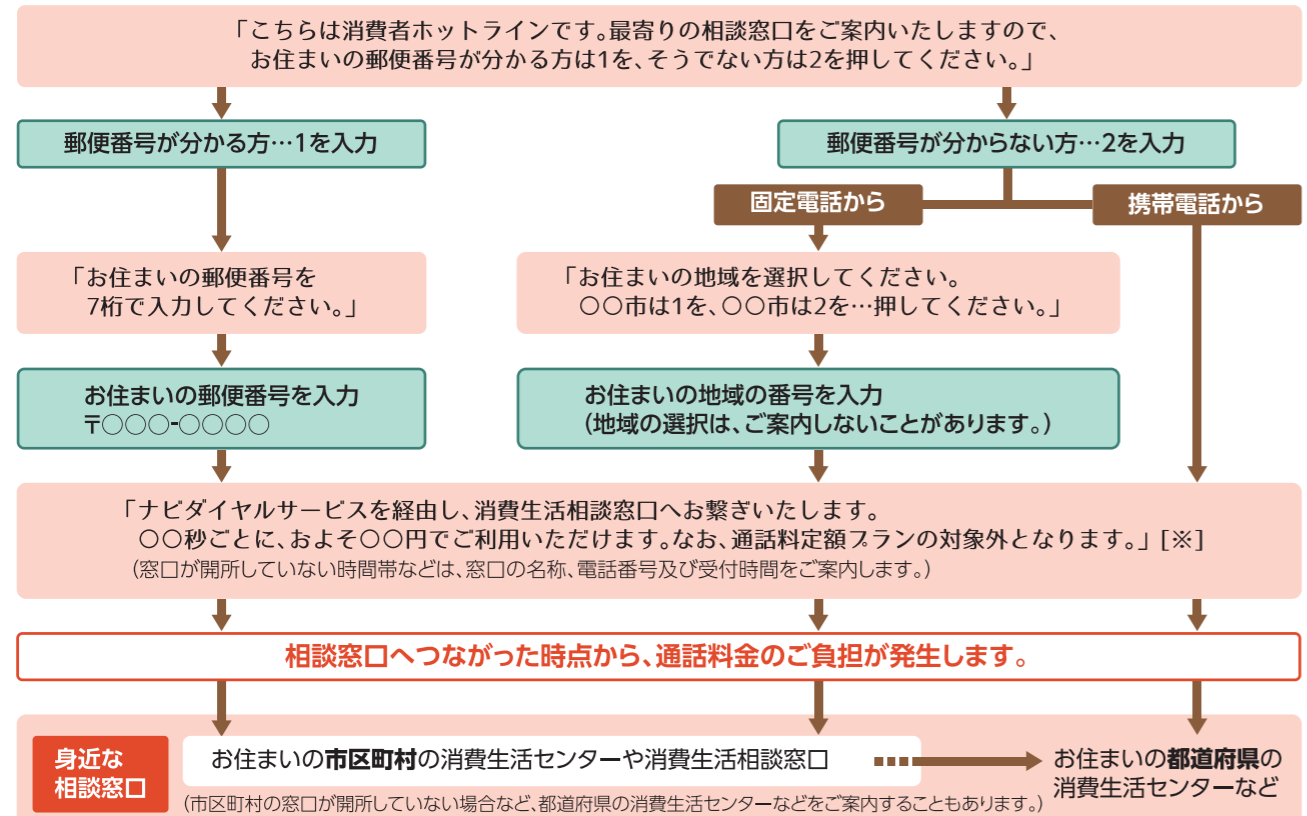 「こちらは消費者ホットラインです。最寄りの相談窓口をご案内いたしますので、
お住まいの郵便番号が分かる方は1を、そうでない方は2を押してください。」
郵便番号が分かる方…1を入力
郵便番号が分からない方…2を入力
固定電話から
携帯電話から
「お住まいの郵便番号を
7桁で入力してください。」
「お住まいの地域を選択してください。
○○市は1を、○○市は2を…押してください。」
お住まいの郵便番号を入力
〒○○○-○○○○
お住まいの地域の番号を入力
(地域の選択は、ご案内しないことがあります。)
「ナビダイヤルサービスを経由し、消費生活相談窓口へお繋ぎいたします。
○○秒ごとに、およそ○○円でご利用いただけます。なお、通話料定額プランの対象外となります。」[※]
(窓口が開所していない時間帯などは、窓口の名称、電話番号及び受付時間をご案内します。)
相談窓口へつながった時点から、通話料金のご負担が発生します。
身近な
相談窓口
お住まいの市区町村の消費生活センターや消費生活相談窓口
お住まいの都道府県の
消費生活センターなど
(市区町村の窓口が開所していない場合など、都道府県の消費生活センターなどをご案内することもあります。)